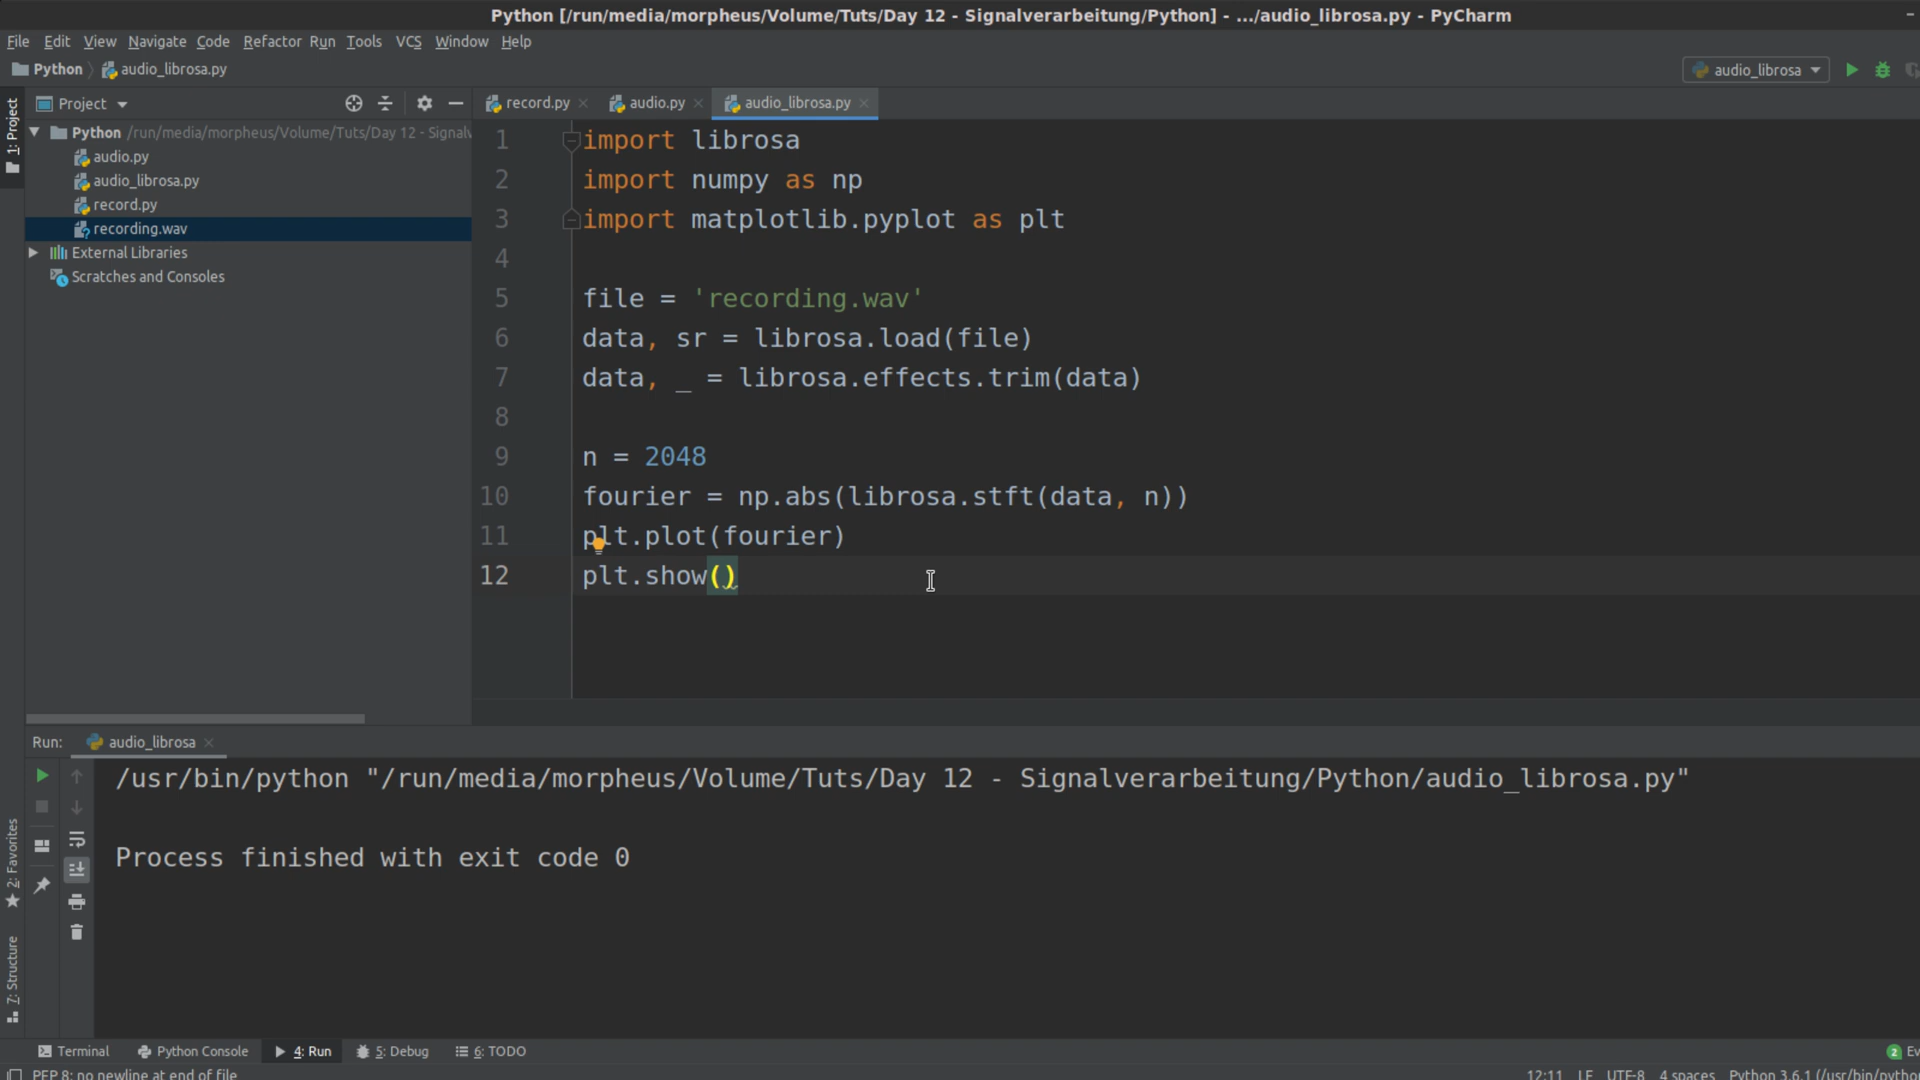 Python [/run/media/morpheus/Volume/Tuts/Day 12 - Signalverarbeitung/Python] - .../audio_librosa.py - PyCharm
File Edit View Navigate Code Refactor Run Tools VCS Window Help
Python audio_librosa.py
audio_librosa
Project
record.py
audio.py
audio_librosa.py
1: Project
Python /run/media/morpheus/Volume/Tuts/Day 12 - Signalv
audio.py
audio_librosa.py
record.py
recording.wav
External Libraries
Scratches and Consoles
1 import librosa
2 import numpy as np
3 import matplotlib.pyplot as plt
4
5 file = 'recording.wav'
6 data, sr = librosa.load(file)
7 data, _ = librosa.effects.trim(data)
8
9 n = 2048
10 fourier = np.abs(librosa.stft(data, n))
11 plt.plot(fourier)
12 plt.show()
Run: audio_librosa
/usr/bin/python "/run/media/morpheus/Volume/Tuts/Day 12 - Signalverarbeitung/Python/audio_librosa.py"
Process finished with exit code 0
2: Favorites
7: Structure
Terminal Python Console 4: Run 5: Debug 6: TODO
2 Ev
PEP 8: no newline at end of file
12:11 LF UTF-8 4 spaces Python 3.6.1 (/usr/bin/python